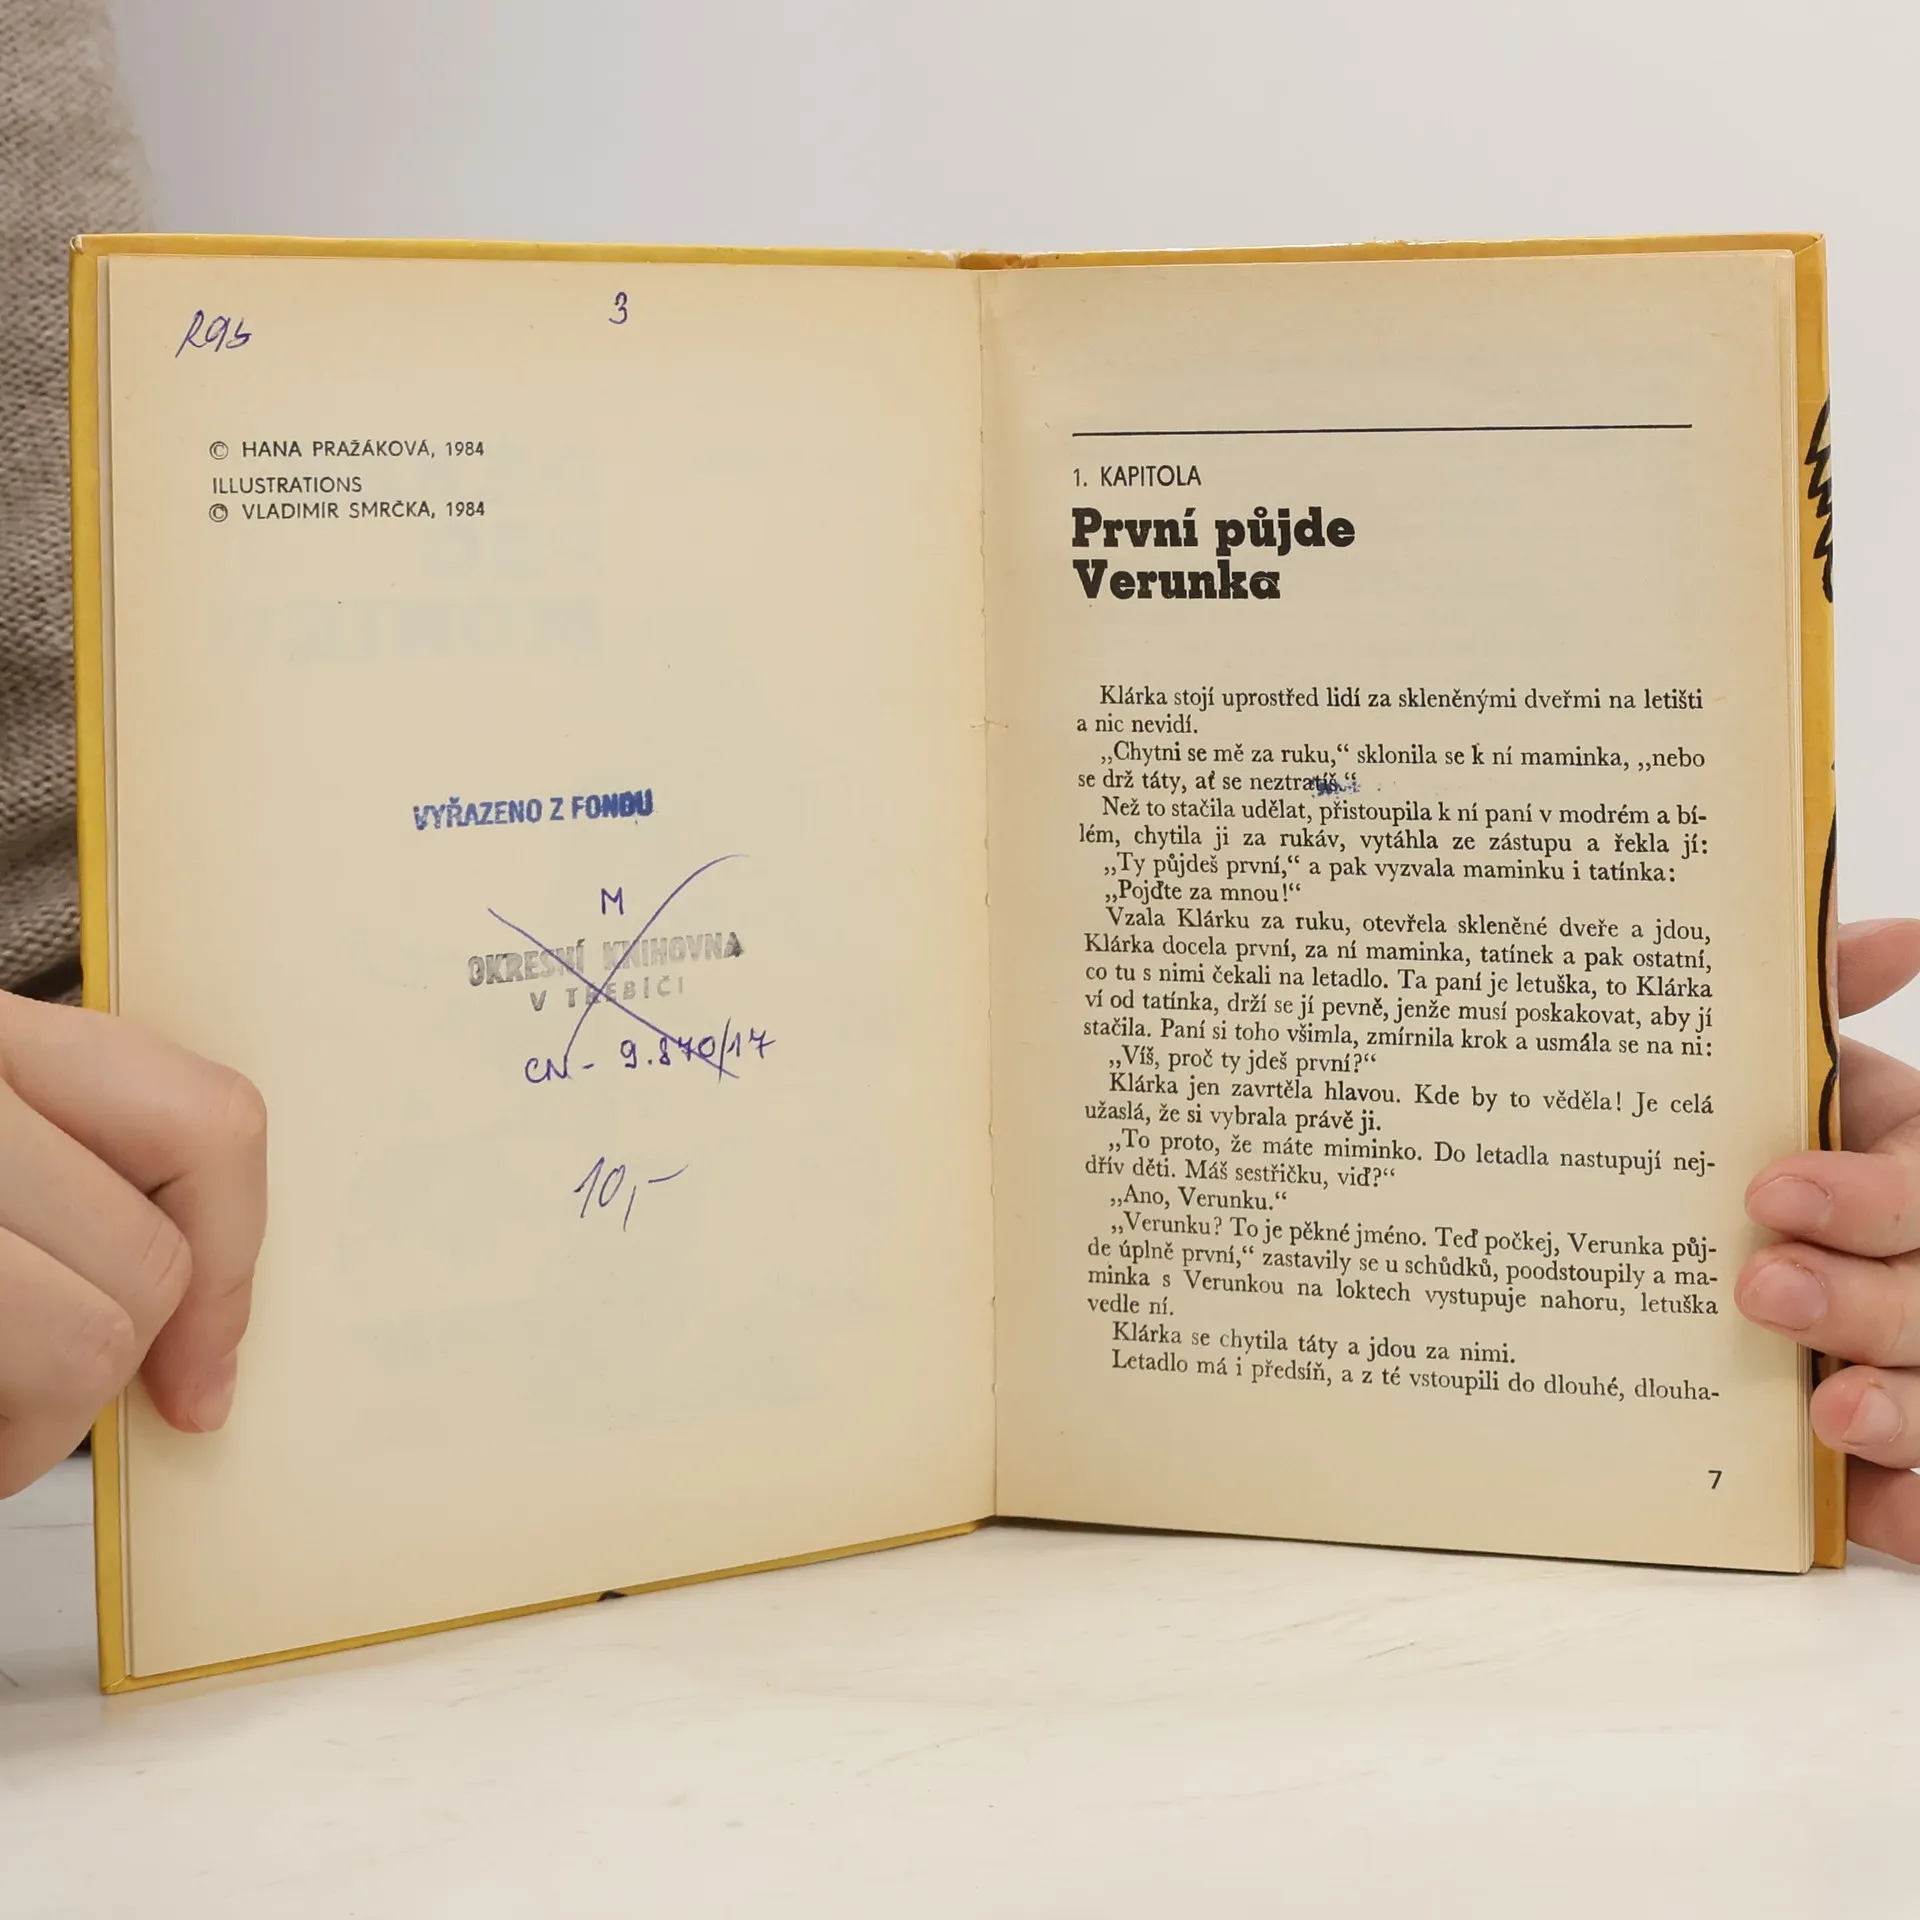 3
© HANA PRAŽÁKOVÁ, 1984
ILLUSTRATIONS
© VLADIMÍR SMRČKA, 1984
VYŘAZENO Z FONDU
M
OKRESNÍ KNIHOVNA
V TŘEBÍČI
CN- 9.870/17
10,-
1. KAPITOLA
První půjde
Verunka
Klárka stojí uprostřed lidí za skleněnými dveřmi na letišti
a nic nevidí.
„Chytni se mě za ruku,“ sklonila se k ní maminka, „nebo
se drž táty, ať se neztratíš.“
Než to stačila udělat, přistoupila k ní paní v modrém a bí-
lém, chytila ji za rukáv, vytáhla ze zástupu a řekla jí:
„Ty půjdeš první,“ a pak vyzvala maminku i tatínka:
„Pojďte za mnou!“
Vzala Klárku za ruku, otevřela skleněné dveře a jdou,
Klárka docela první, za ní maminka, tatínek a pak ostatní,
co tu s nimi čekali na letadlo. Ta paní je letuška, to Klárka
ví od tatínka, drží se jí pevně, jenže musí poskakovat, aby jí
stačila. Paní si toho všimla, zmírnila krok a usmála se na ni:
„Víš, proč ty jdeš první?“
Klárka jen zavrtěla hlavou. Kde by to věděla! Je celá
užaslá, že si vybrala právě ji.
„To proto, že máte miminko. Do letadla nastupují nej-
dřív děti. Máš sestřičku, viď?“
„Ano, Verunku.“
„Verunku? To je pěkné jméno. Teď počkej, Verunka půj-
de úplně první,“ zastavily se u schůdků, poodstoupily a ma-
minka s Verunkou na loktech vystupuje nahoru, letuška
vedle ní.
Klárka se chytila táty a jdou za nimi.
Letadlo má i předsíň, a z té vstoupili do dlouhé, dlouha-
7